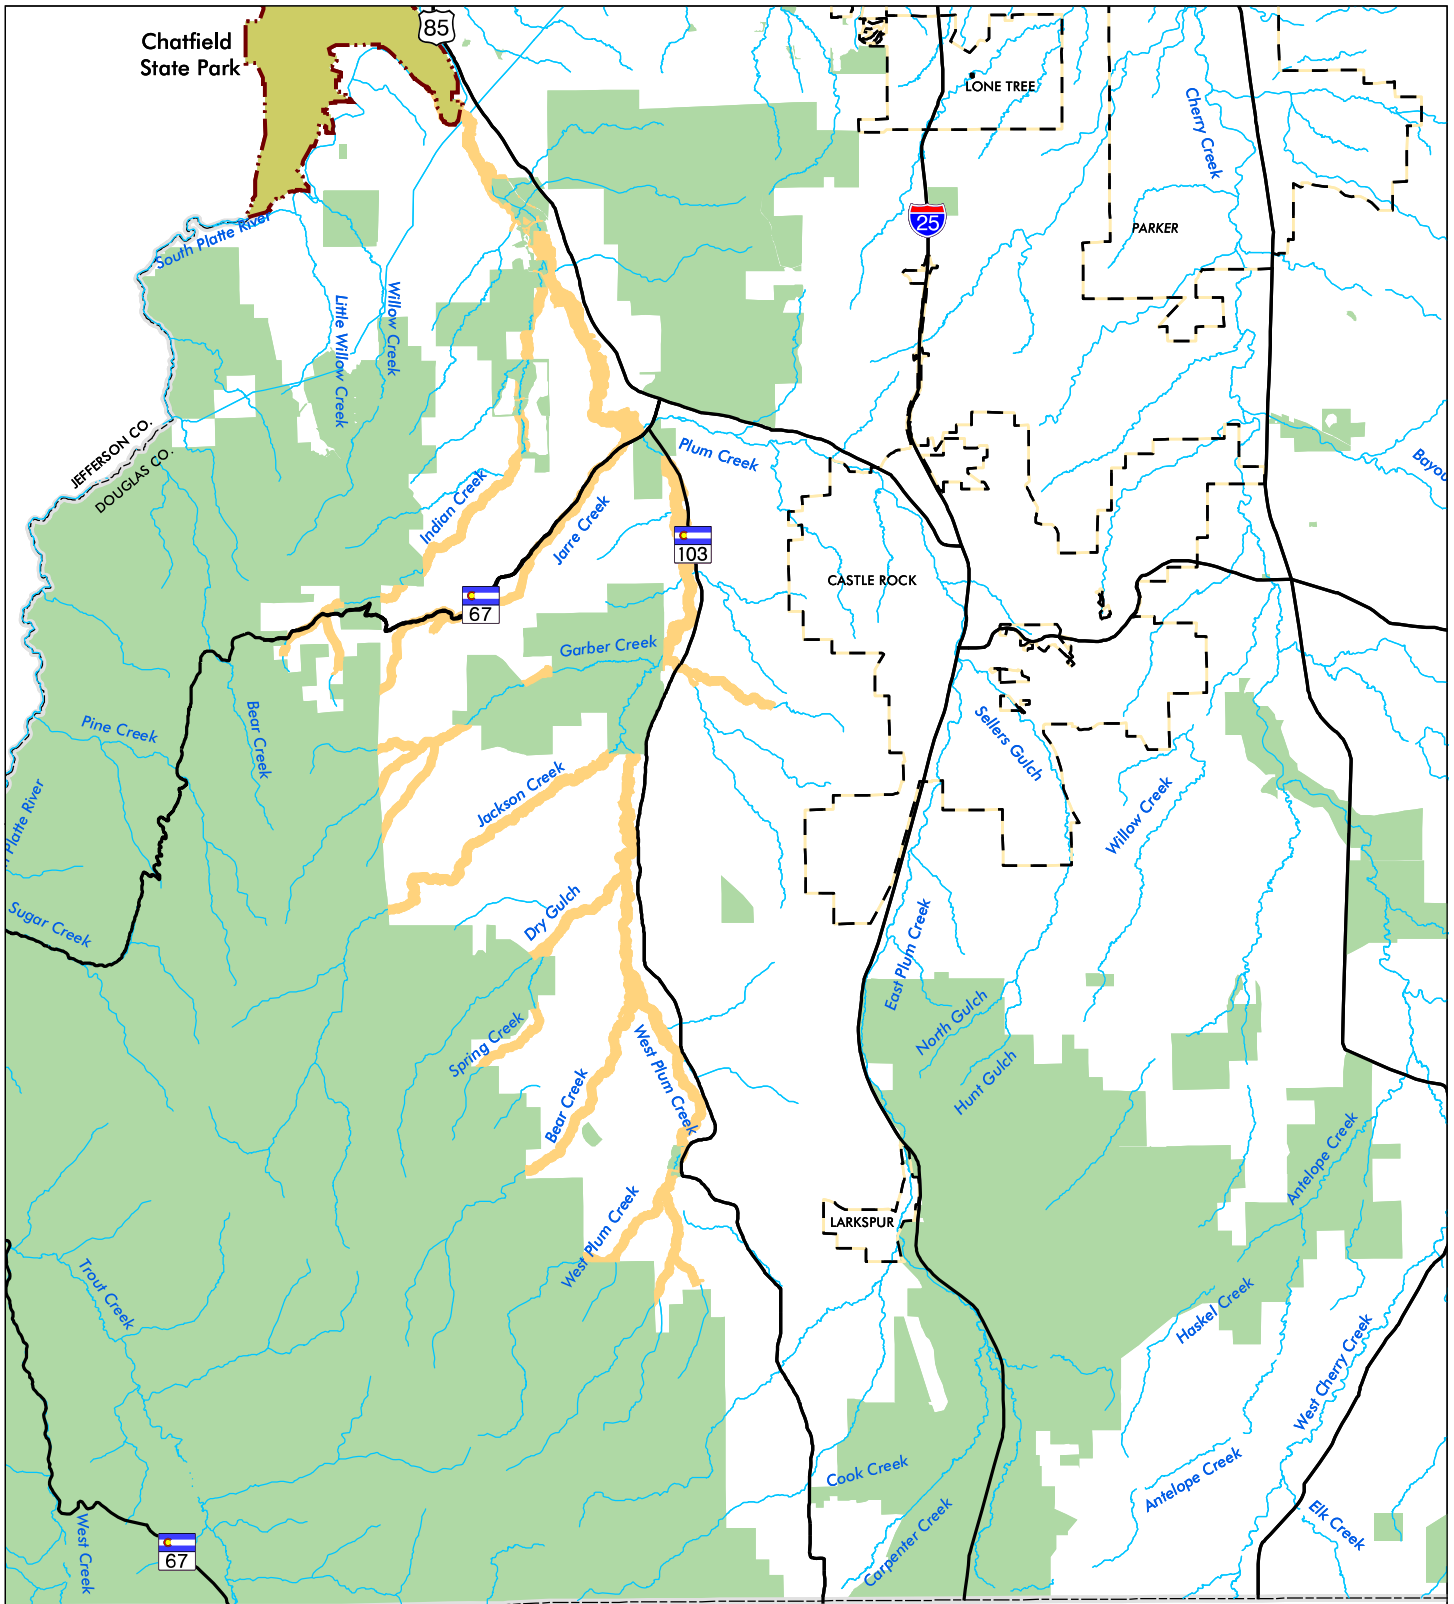 85
Chatfield
State Park
LONE TREE
Cherry Creek
25
PARKER
South Platte River
Little Willow Creek
Willow Creek
JEFFERSON CO.
DOUGLAS CO.
Plum Creek
Indian Creek
Jarre Creek
103
CASTLE ROCK
67
Garber Creek
Pine Creek
Bear Creek
Sellers Gulch
Jackson Creek
Willow Creek
Platte River
Sugar Creek
Dry Gulch
East Plum Creek
North Gulch
Spring Creek
Hunt Gulch
Bear Creek
West Plum Creek
Antelope Creek
West Plum Creek
LARKSPUR
Trout Creek
Haskel Creek
West Cherry Creek
Cook Creek
Antelope Creek
Carpenter Creek
Elk Creek
West Creek
67